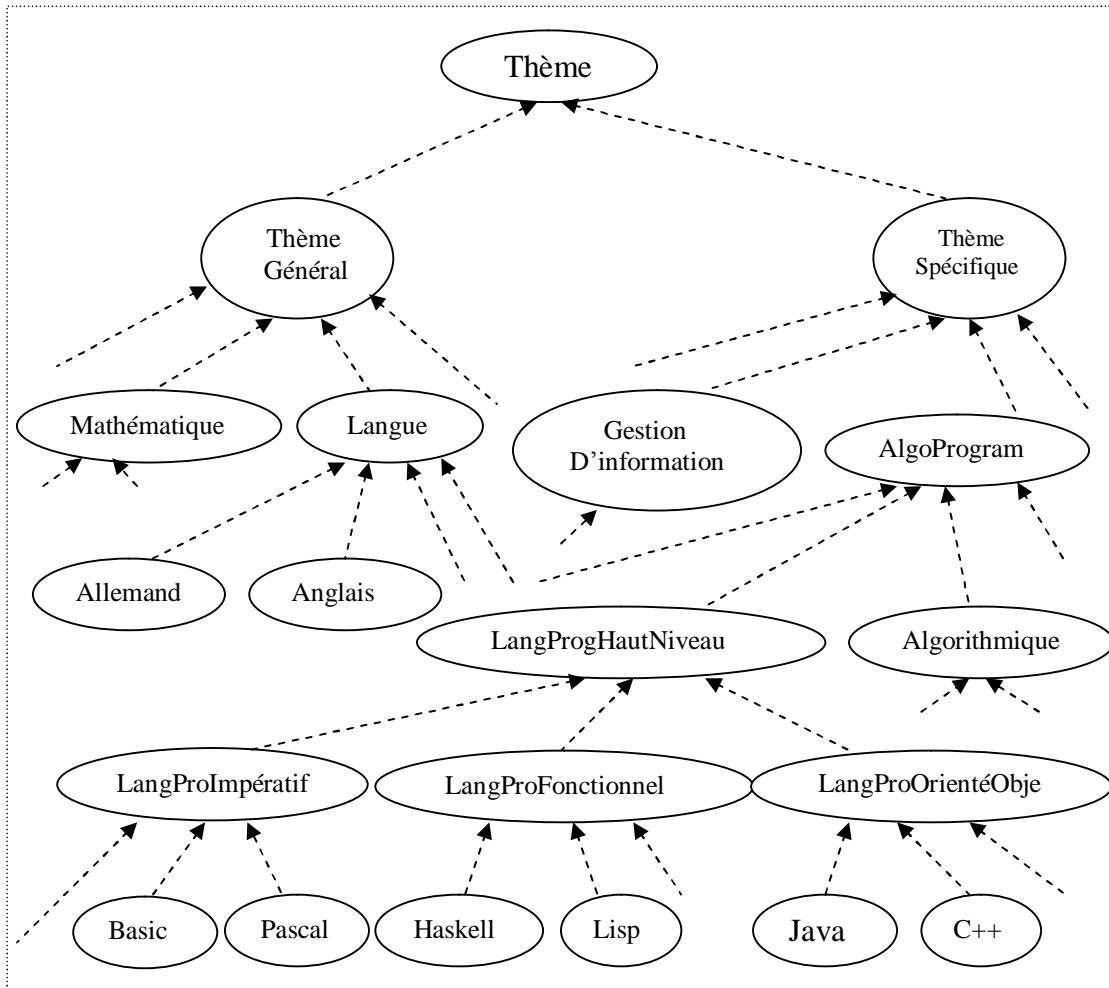 Thème
Thème
Général
Thème
Spécifique
Mathématique
Langue
Gestion
D'information
AlgoProgram
Allemand
Anglais
LangProgHautNiveau
Algorithmique
LangProImpératif
LangProFonctionnel
LangProOrientéObje
Basic
Pascal
Haskell
Lisp
Java
C++